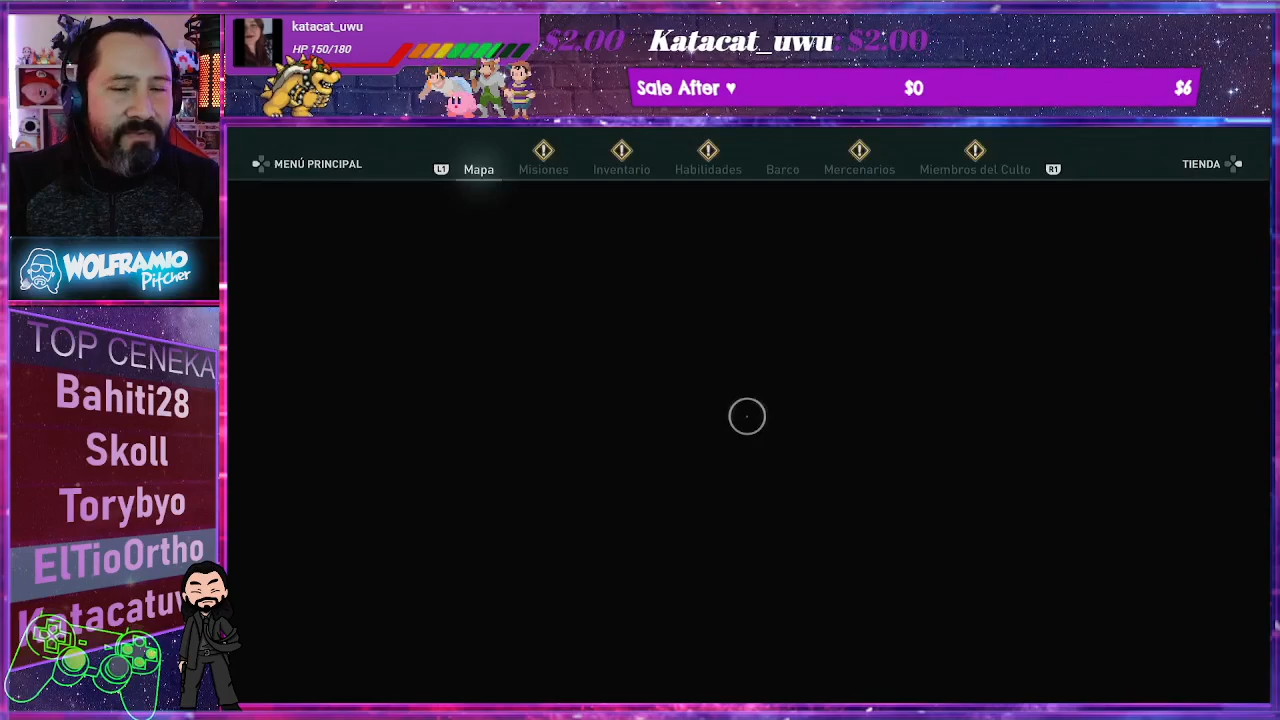 katacat_uwu
HP 150/180
$2.00 Katacat_uwu: $2.00
Sale After ♥ $0 $6
MENÚ PRINCIPAL L1 Mapa Misiones Inventario Habilidades Barco Mercenarios Miembros del Culto R1 TIENDA
WOLFRAMIO
Pitcher
TOP CENEKA
Bahiti28
Skoll
Torybyo
ElTioOrtho